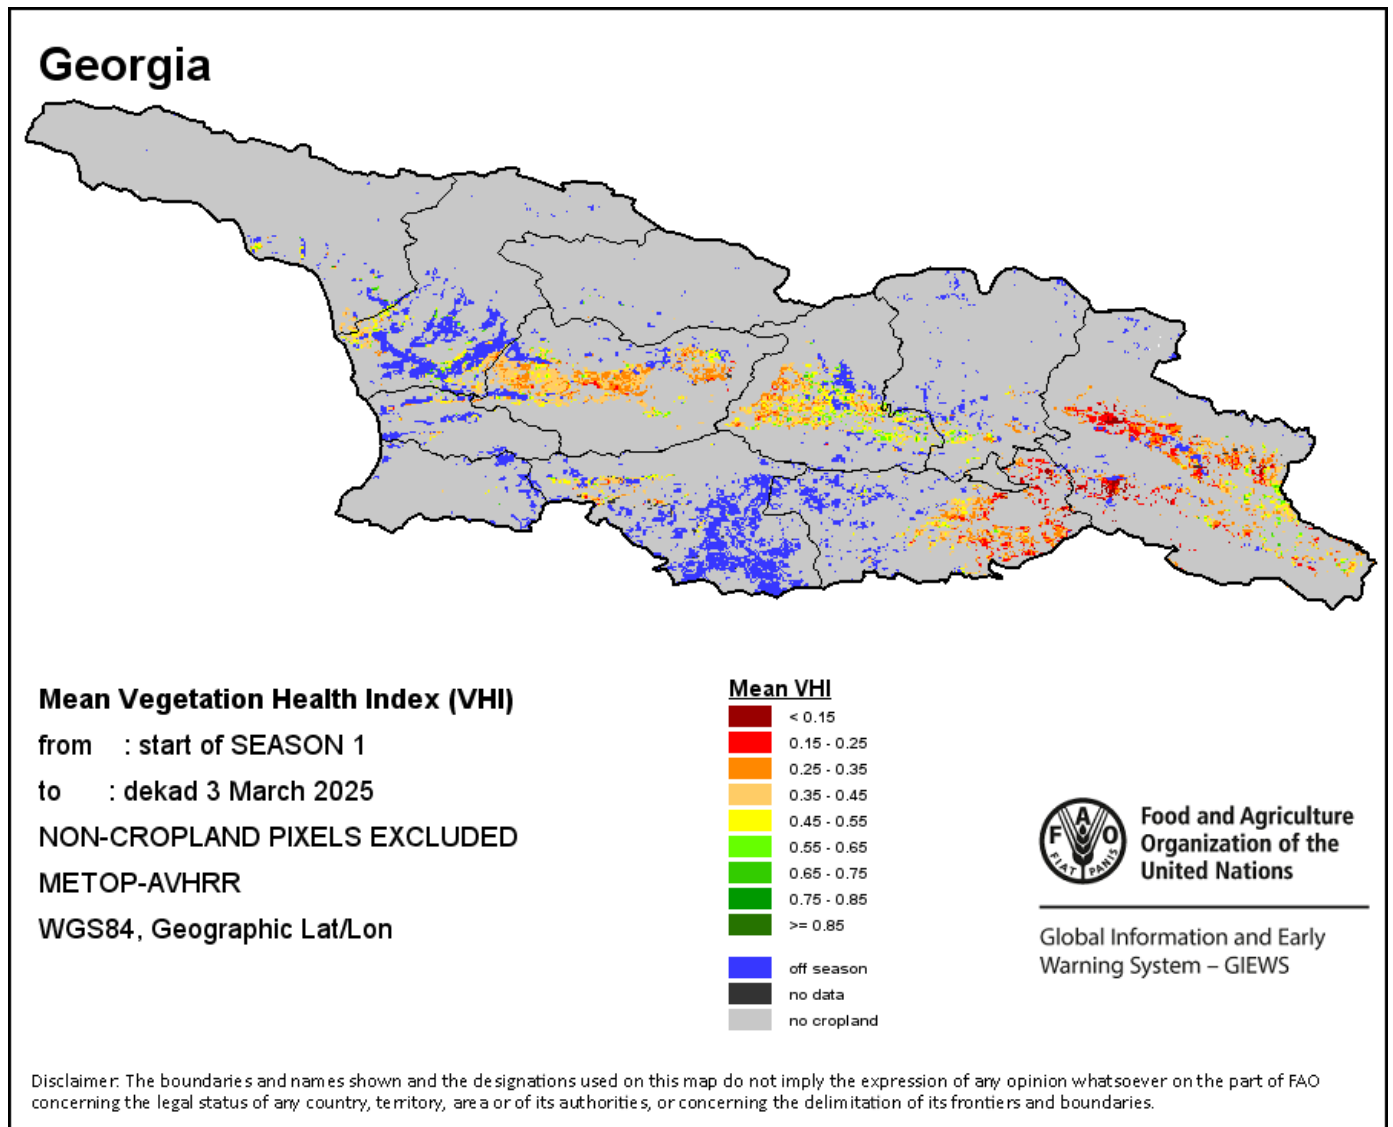 Georgia
Mean Vegetation Health Index (VHI)
from : start of SEASON 1
to : dekad 3 March 2025
NON-CROPLAND PIXELS EXCLUDED
METOP-AVHRR
WGS84, Geographic Lat/Lon
Mean VHI
< 0.15
0.15 - 0.25
0.25 - 0.35
0.35 - 0.45
0.45 - 0.55
0.55 - 0.65
0.65 - 0.75
0.75 - 0.85
>= 0.85
off season
no data
no cropland
F A O
FIAT PANIS
Food and Agriculture
Organization of the
United Nations
Global Information and Early
Warning System – GIEWS
Disclaimer: The boundaries and names shown and the designations used on this map do not imply the expression of any opinion whatsoever on the part of FAO
concerning the legal status of any country, territory, area or of its authorities, or concerning the delimitation of its frontiers and boundaries.